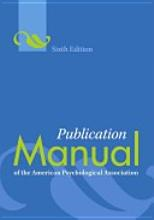 Sixth Edition
Publication
Manual
of the American Psychological Association